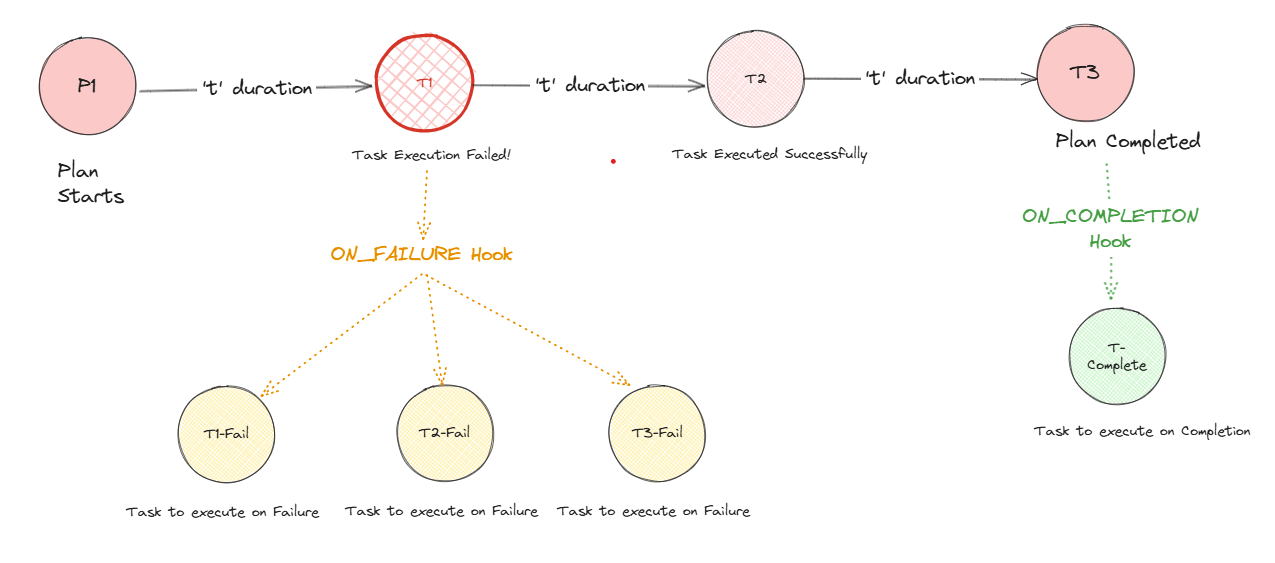 P1
't' duration
T1
't' duration
T2
't' duration
T3
Plan
Starts
Task Execution Failed!
Task Executed Successfully
Plan Completed
ON_FAILURE Hook
ON_COMPLETION
Hook
T-
Complete
T1-Fail
T2-Fail
T3-Fail
Task to execute on Completion
Task to execute on Failure
Task to execute on Failure
Task to execute on Failure